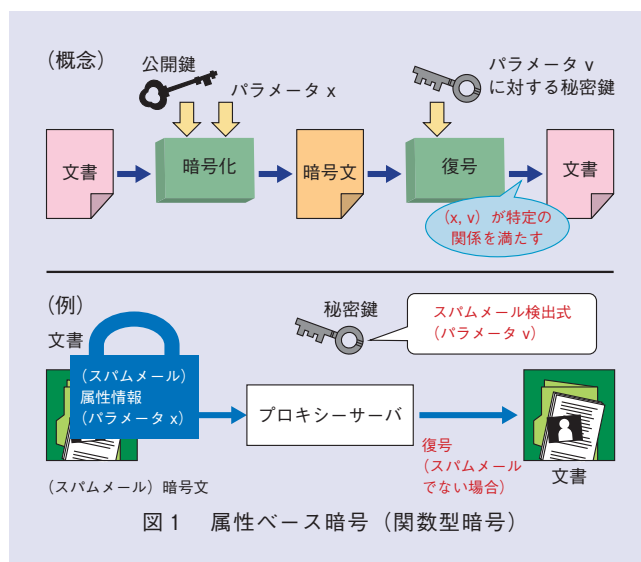 (概念)
公開鍵
パラメータ x
パラメータ v
に対する秘密鍵
文書
暗号化
暗号文
復号
文書
(x, v) が特定の
関係を満たす
(例)
文書
秘密鍵
スパムメール検出式
(パラメータ v)
(スパムメール)
属性情報
(パラメータ x)
プロキシーサーバ
復号
(スパムメール
でない場合)
文書
(スパムメール) 暗号文
図1 属性ベース暗号(関数型暗号)